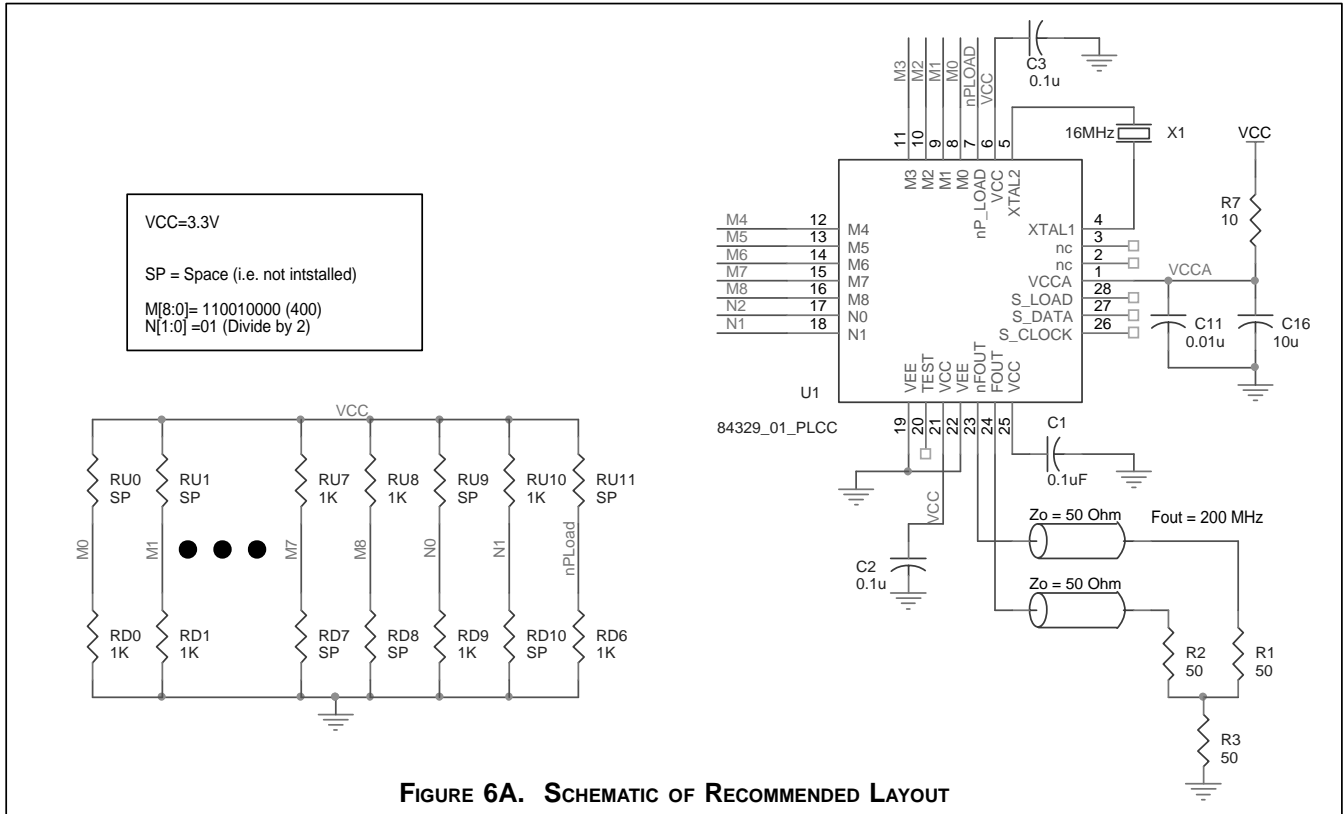 M3
M2
M1
M0
nPLOAD
VCC
C3
0.1u
11
10
9
8
7
6
5
16MHz
X1
VCC
R7
10
M3
M2
M1
M0
nP_LOAD
VCC
XTAL2
VCC=3.3V
SP = Space (i.e. not intstalled)
M[8:0]= 110010000 (400)
N[1:0] =01 (Divide by 2)
M4 12 M4
M5 13 M5
M6 14 M6
M7 15 M7
M8 16 M8
N2 17 N0
N1 18 N1
XTAL1 4
nc 3
nc 2
VCCA 1 VCCA
S_LOAD 28
S_DATA 27
S_CLOCK 26
C11
0.01u
C16
10u
VEE
TEST
VCC
VEE
nFOUT
FOUT
VCC
U1
84329_01_PLCC
19
20
21
22
23
24
25
C1
0.1uF
VCC
C2
0.1u
Zo = 50 Ohm
Fout = 200 MHz
Zo = 50 Ohm
R2
50
R1
50
R3
50
VCC
RU0
SP
RU1
SP
RU7
1K
RU8
1K
RU9
SP
RU10
1K
RU11
SP
M0
M1
M7
M8
N0
N1
nPLoad
RD0
1K
RD1
1K
RD7
SP
RD8
SP
RD9
1K
RD10
SP
RD6
1K
FIGURE 6A. SCHEMATIC OF RECOMMENDED LAYOUT